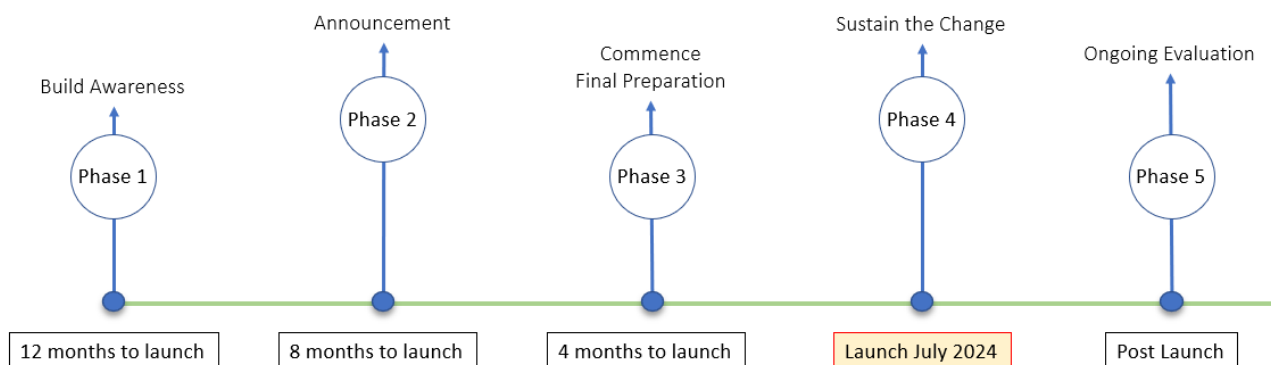 Announcement
Sustain the Change
Commence
Final Preparation
Ongoing Evaluation
Build Awareness
Phase 2
Phase 4
Phase 1
Phase 3
Phase 5
12 months to launch
8 months to launch
4 months to launch
Launch July 2024
Post Launch